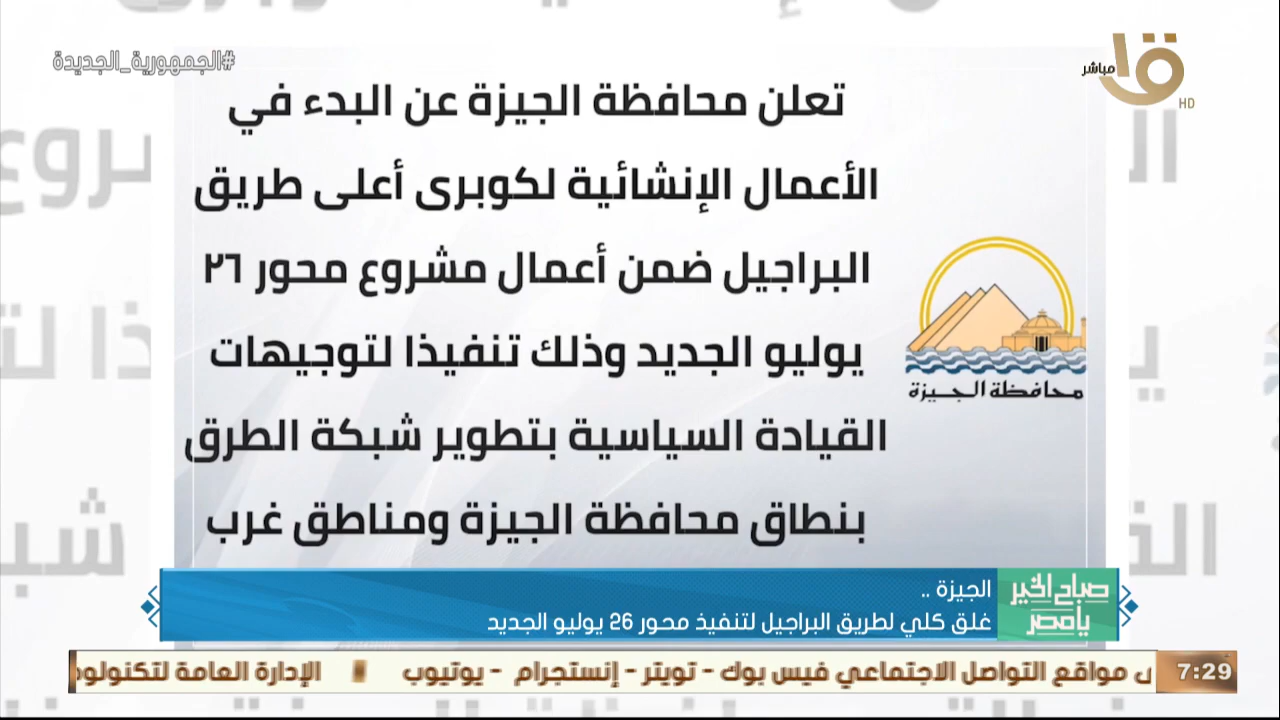 #الجمهورية_الجديدة
مباشر
HD
تعلن محافظة الجيزة عن البدء في
الأعمال الإنشائية لكوبرى أعلى طريق
البراجيل ضمن أعمال مشروع محور ٢٦
يوليو الجديد وذلك تنفيذا لتوجيهات
القيادة السياسية بتطوير شبكة الطرق
بنطاق محافظة الجيزة ومناطق غرب
محافظة الجيزة
صباح الخير
يا مصر
الجيزة ..
غلق كلي لطريق البراجيل لتنفيذ محور 26 يوليو الجديد
7:29
مواقع التواصل الاجتماعي فيس بوك - تويتر - إنستجرام - يوتيوب الإدارة العامة